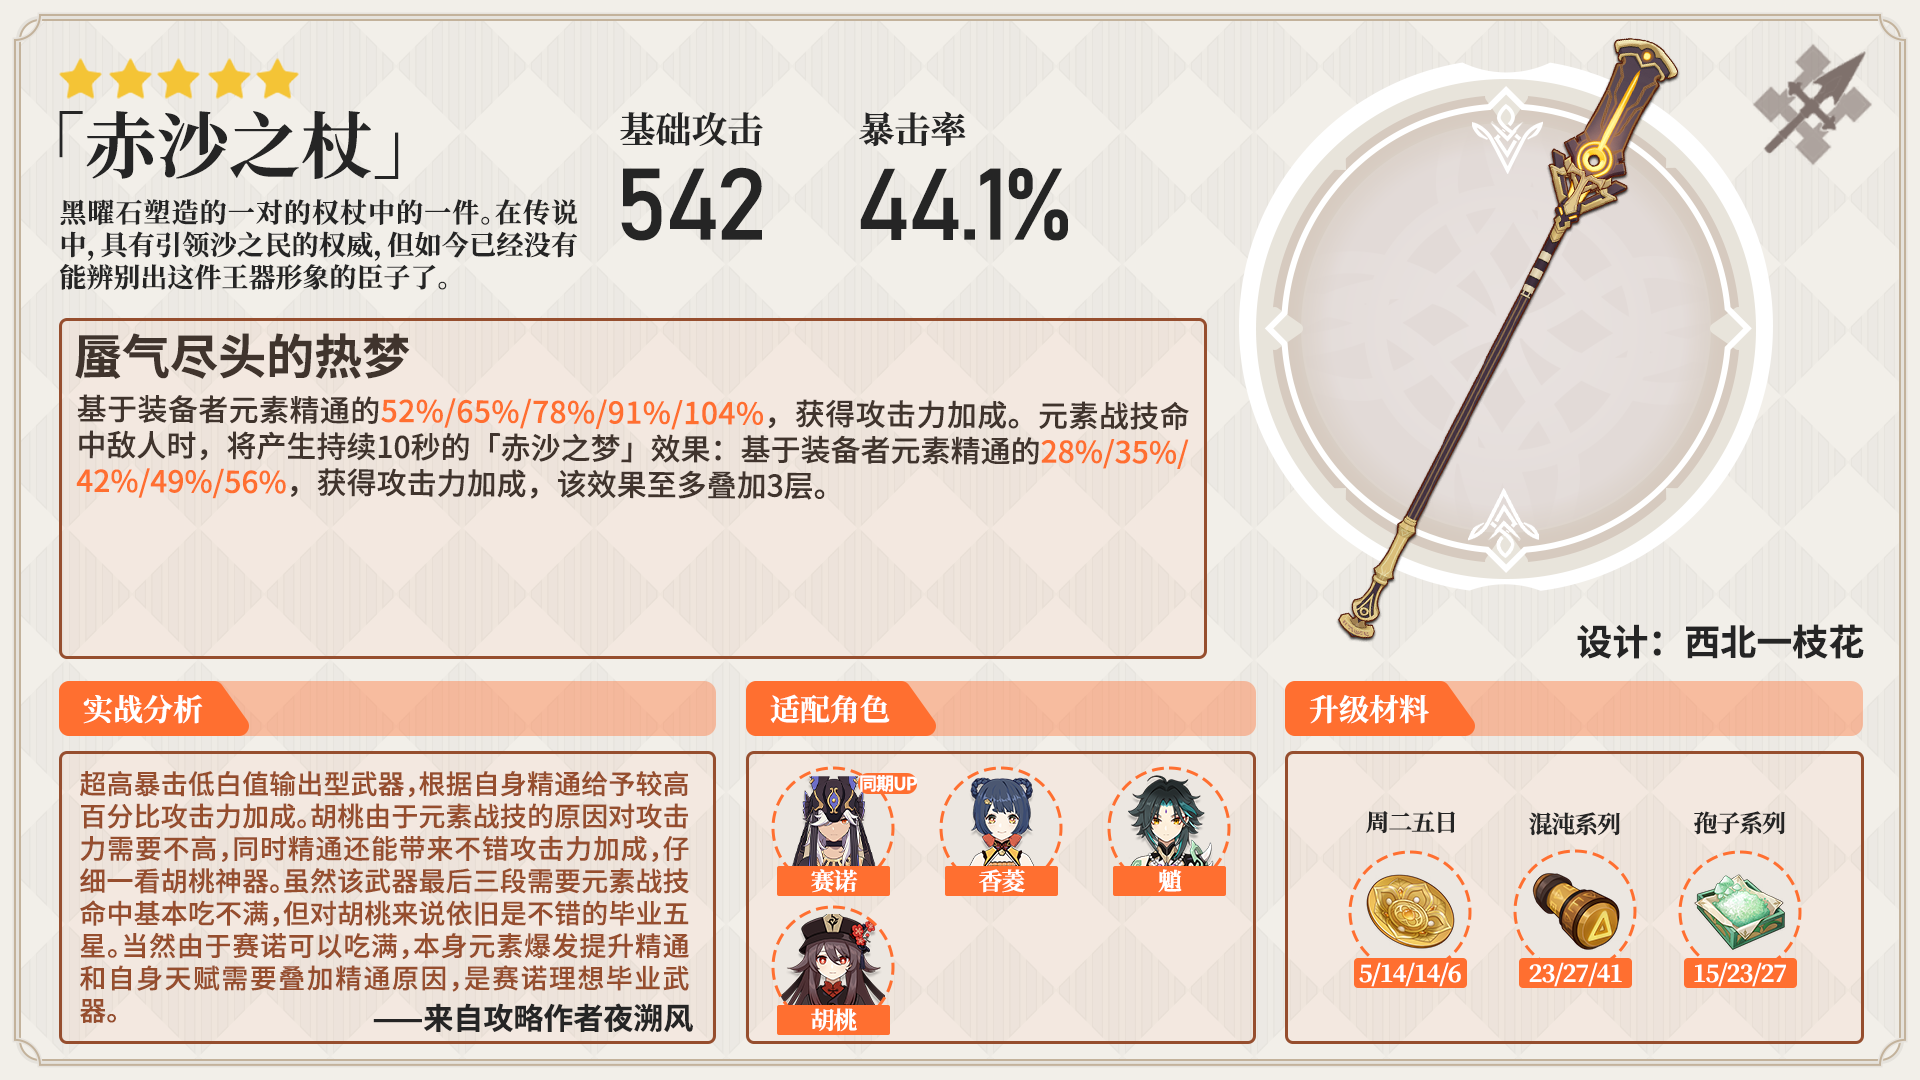 「赤沙之杖」
黑曜石塑造的一对的权杖中的一件。在传说
中，具有引领沙之民的权威，但如今已经没有
能辨别出这件王器形象的臣子了。
基础攻击
542
暴击率
44.1%
蜃气尽头的热梦
基于装备者元素精通的52%/65%/78%/91%/104%，获得攻击力加成。元素战技命
中敌人时，将产生持续10秒的「赤沙之梦」效果：基于装备者元素精通的28%/35%/
42%/49%/56%，获得攻击力加成，该效果至多叠加3层。
设计：西北一枝花
实战分析
超高暴击低白值输出型武器，根据自身精通给予较高
百分比攻击力加成。胡桃由于元素战技的原因对攻击
力需要不高，同时精通还能带来不错攻击力加成，仔
细一看胡桃神器。虽然该武器最后三段需要元素战技
命中基本吃不满，但对胡桃来说依旧是不错的毕业五
星。当然由于赛诺可以吃满，本身元素爆发提升精通
和自身天赋需要叠加精通原因，是赛诺理想毕业武
器。
——来自攻略作者夜溯风
适配角色
同期UP
赛诺
香菱
魈
胡桃
升级材料
周二五日
混沌系列
孢子系列
5/14/14/6
23/27/41
15/23/27